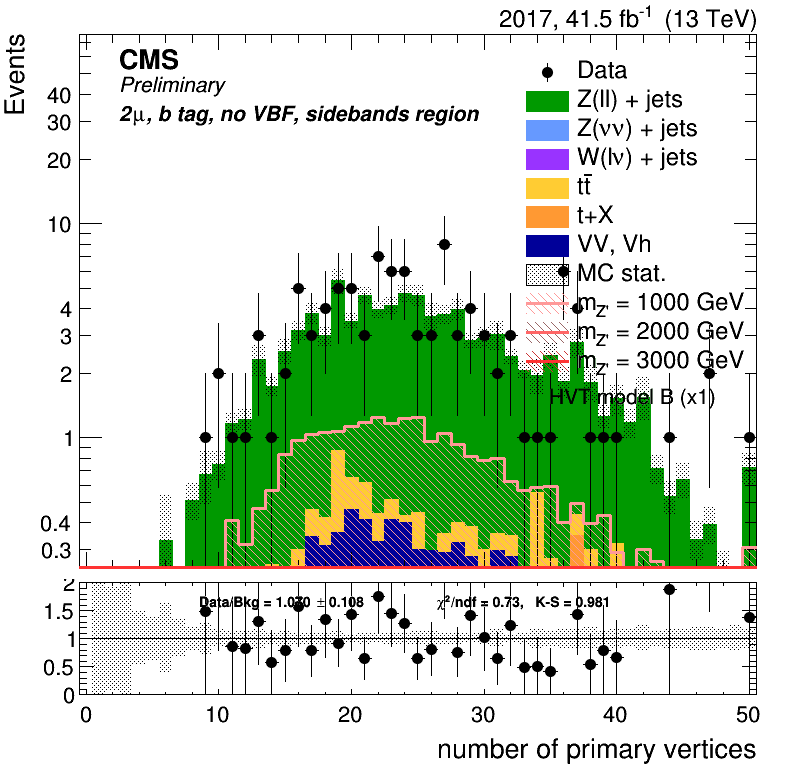 2017, 41.5 fb⁻¹ (13 TeV)
Events
CMS
Preliminary
2μ, b tag, no VBF, sidebands region
Data
Z(ll) + jets
Z(νν) + jets
W(lν) + jets
tt̄
t+X
VV, Vh
MC stat.
m_Z' = 1000 GeV
m_Z' = 2000 GeV
m_Z' = 3000 GeV
HVT model B (x1)
40
30
20
10
4
3
2
1
0.4
0.3
Data/Bkg = 1.070 ± 0.108 χ²/ndf = 0.73, K-S = 0.981
2
1.5
1
0.5
0
0 10 20 30 40 50
number of primary vertices